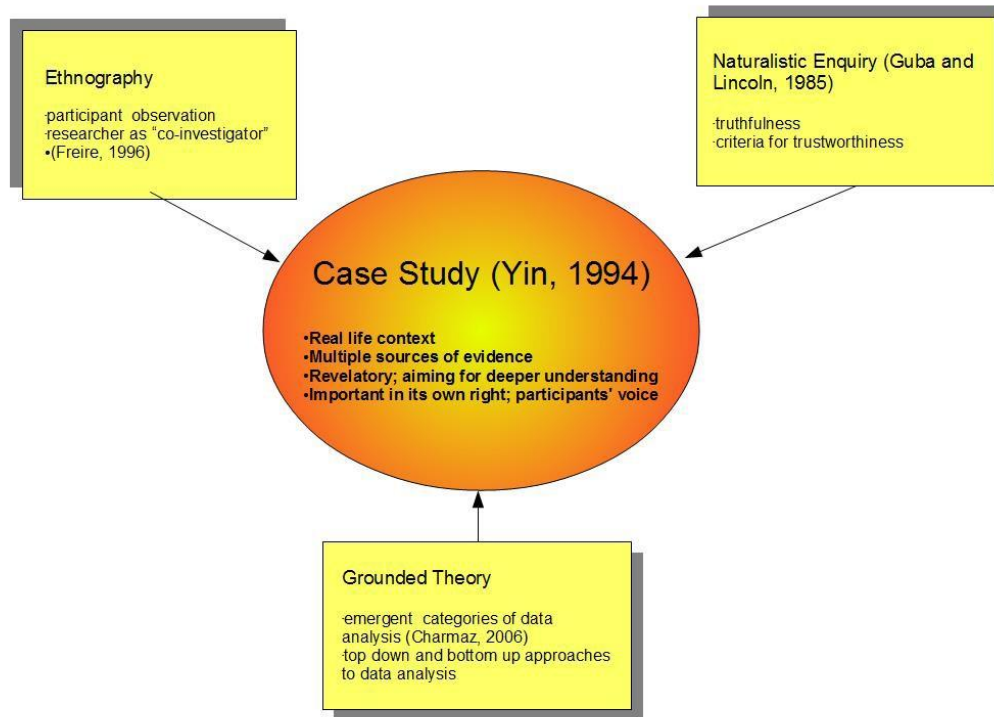 Ethnography
·participant observation
·researcher as "co-investigator"
•(Freire, 1996)
Naturalistic Enquiry (Guba and
Lincoln, 1985)
·truthfulness
·criteria for trustworthiness
Case Study (Yin, 1994)
•Real life context
•Multiple sources of evidence
•Revelatory; aiming for deeper understanding
•Important in its own right; participants' voice
Grounded Theory
·emergent categories of data
analysis (Charmaz, 2006)
·top down and bottom up approaches
to data analysis